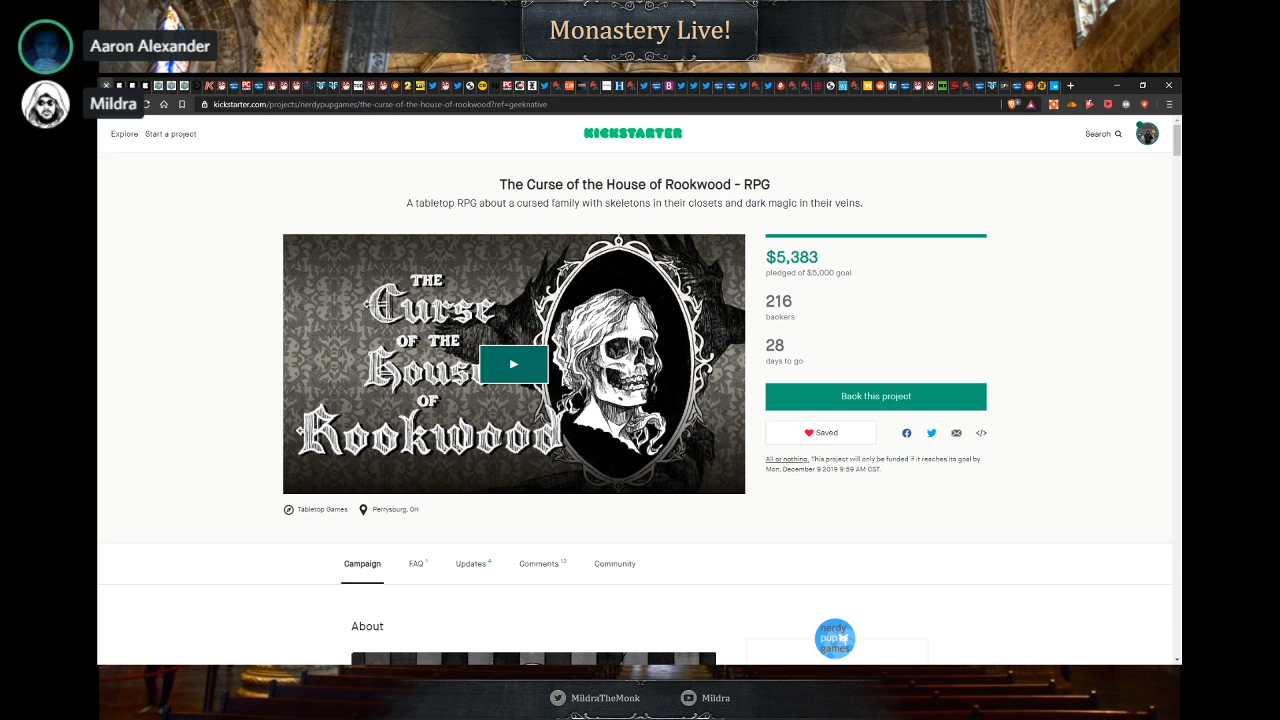 Monastery Live!
Aaron Alexander
Mildra
kickstarter.com/projects/nerdypupgames/the-curse-of-the-house-of-rookwood?ref=geeknative
Explore Start a project
KICKSTARTER
Search
The Curse of the House of Rookwood - RPG
A tabletop RPG about a cursed family with skeletons in their closets and dark magic in their veins.
THE
Curse
OF THE
House
OF
Rookwood
$5,383
pledged of $5,000 goal
216
backers
28
days to go
Back this project
Saved
All or nothing. This project will only be funded if it reaches its goal by
Mon, December 9 2019 9:59 AM CST.
Tabletop Games Perrysburg, OH
Campaign FAQ 1 Updates 4 Comments 13 Community
About
nerdy
pup
games
MildraTheMonk Mildra